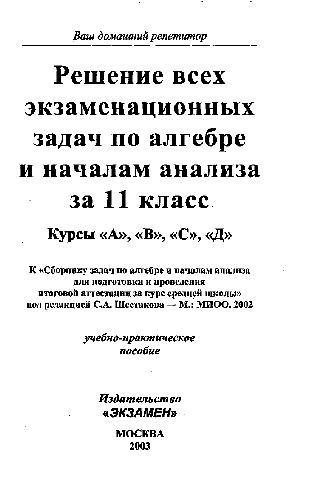 Ваш домашний репетитор
Решение всех
экзаменационных
задач по алгебре
и началам анализа
за 11 класс
Курсы «А», «В», «С», «Д»
К «Сборнику задач по алгебре и началам анализа
для подготовки и проведения
итоговой аттестации за курс средней школы»
под редакцией С.А. Шестакова — М.: МИОО, 2002
учебно-практическое
пособие
Издательство
«ЭКЗАМЕН»
МОСКВА
2003